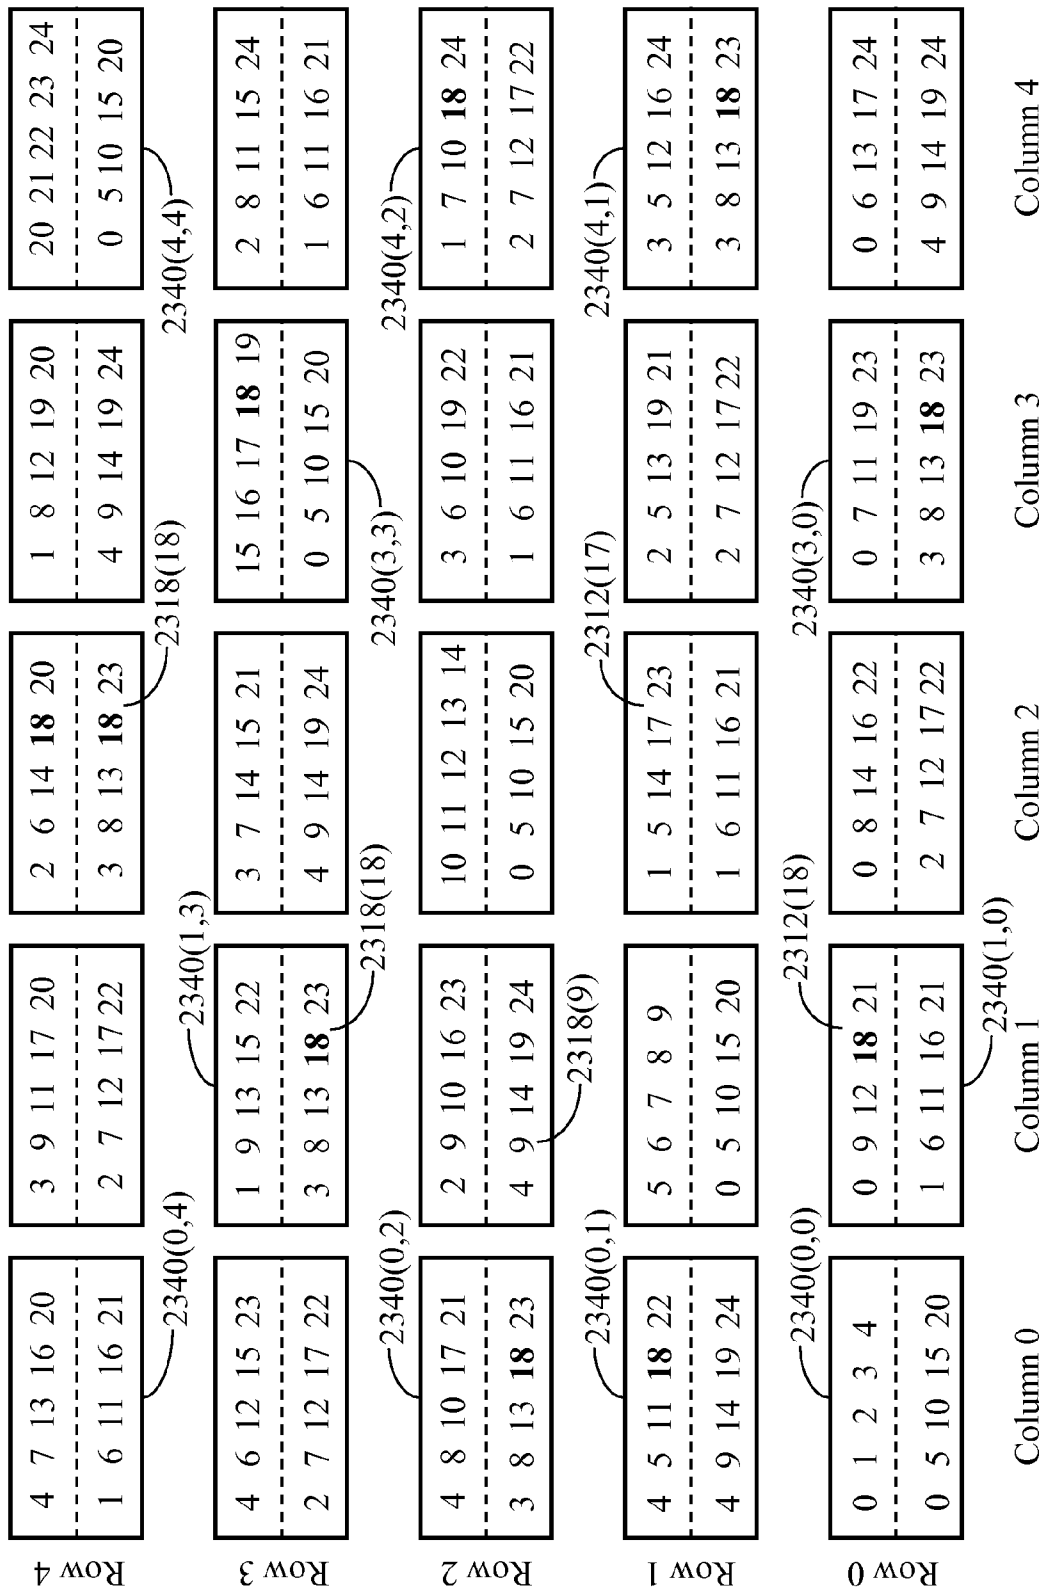 Row 4
4 7 13 16 20
1 6 11 16 21
2340(0,4)
3 9 11 17 20
2 7 12 17 22
2 6 14 18 20
3 8 13 18 23
2318(18)
1 8 12 19 20
4 9 14 19 24
20 21 22 23 24
0 5 10 15 20
2340(4,4)
Row 3
4 6 12 15 23
2 7 12 17 22
2340(1,3)
1 9 13 15 22
3 8 13 18 23
2318(18)
3 7 14 15 21
4 9 14 19 24
15 16 17 18 19
0 5 10 15 20
2340(3,3)
2 8 11 15 24
1 6 11 16 21
Row 2
2340(0,2)
4 8 10 17 21
3 8 13 18 23
2 9 10 16 23
4 9 14 19 24
2318(9)
10 11 12 13 14
0 5 10 15 20
3 6 10 19 22
1 6 11 16 21
2340(4,2)
1 7 10 18 24
2 7 12 17 22
Row 1
2340(0,1)
4 5 11 18 22
4 9 14 19 24
5 6 7 8 9
0 5 10 15 20
2312(17)
1 5 14 17 23
1 6 11 16 21
2 5 13 19 21
2 7 12 17 22
2340(4,1)
3 5 12 16 24
3 8 13 18 23
Row 0
2340(0,0)
0 1 2 3 4
0 5 10 15 20
2312(18)
0 9 12 18 21
1 6 11 16 21
2340(1,0)
0 8 14 16 22
2 7 12 17 22
2340(3,0)
0 7 11 19 23
3 8 13 18 23
0 6 13 17 24
4 9 14 19 24
Column 0
Column 1
Column 2
Column 3
Column 4